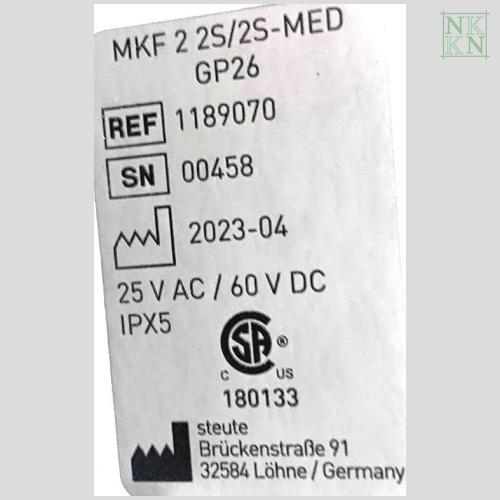 MKF 2 2S/2S-MED
GP26
REF 1189070
SN 00458
2023-04
25 V AC / 60 V DC
IPX5
CSA ®
C US
180133
steute
Brückenstraße 91
32584 Löhne / Germany
NK
KN